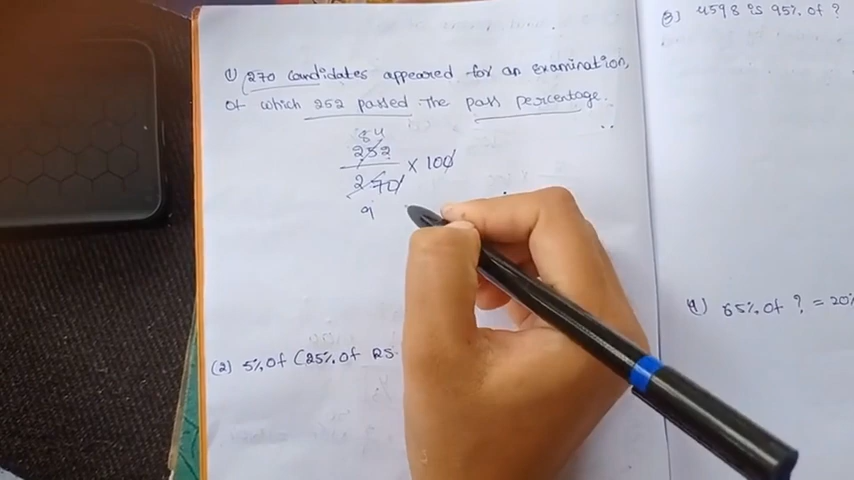 1) 270 candidates appeared for an examination,
of which 252 passed the pass percentage.
84
252
270
× 100
9
(2) 5% of (25% of RS.
3) 4598 is 95% of ?
4) 65% of ? = 20%